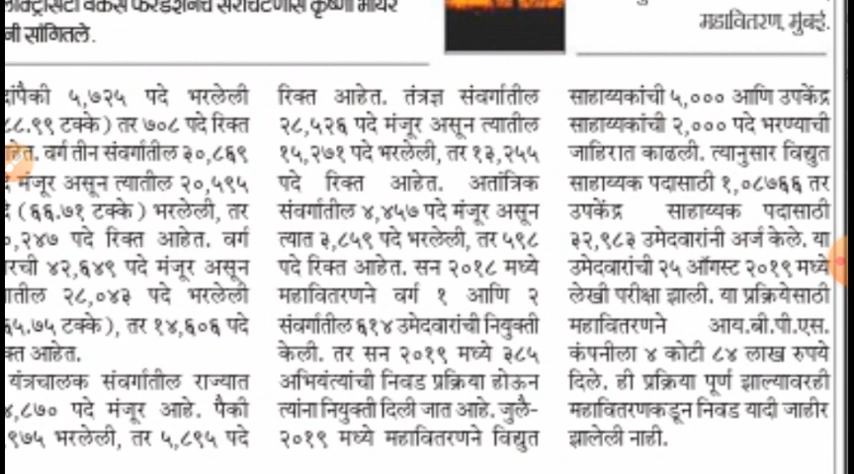 फेडरेशनचे सरचिटणीस कृष्णा भोयर
नी सांगितले.
महावितरण, मुंबई.
दांपैकी ५,७२५ पदे भरलेली
८८.९९ टक्के) तर ७०८ पदे रिक्त
आहेत. वर्ग तीन संवर्गातील ३०,८६९
मंजूर असून त्यातील २०,५९५
(६६.७१ टक्के) भरलेली, तर
०,२४७ पदे रिक्त आहेत. वर्ग
४२,६४९ पदे मंजूर असून
२८,०४३ पदे भरलेली
६५.७५ टक्के), तर १४,६०६ पदे
क्त आहेत.
यंत्रचालक संवर्गातील राज्यात
४,८७० पदे मंजूर आहे. पैकी
९७५ भरलेली, तर ५,८९५ पदे
रिक्त आहेत. तंत्रज्ञ संवर्गातील
२८,५२६ पदे मंजूर असून त्यातील
१५,२७१ पदे भरलेली, तर १३,२५५
पदे रिक्त आहेत. अतांत्रिक
संवर्गातील ४,४५७ पदे मंजूर असून
त्यात ३,८५९ पदे भरलेली, तर ५९८
पदे रिक्त आहेत. सन २०१८ मध्ये
महावितरणने वर्ग १ आणि २
संवर्गातील ६१४ उमेदवारांची नियुक्ती
केली. तर सन २०१९ मध्ये ३८५
अभियंत्यांची निवड प्रक्रिया होऊन
त्यांना नियुक्ती दिली जात आहे. जुलै-
२०१९ मध्ये महावितरणने विद्युत
साहाय्यकांची ५,००० आणि उपकेंद्र
साहाय्यकांची २,००० पदे भरण्याची
जाहिरात काढली. त्यानुसार विद्युत
साहाय्यक पदासाठी १,०८७६६ तर
उपकेंद्र साहाय्यक पदासाठी
३२,९८३ उमेदवारांनी अर्ज केले. या
उमेदवारांची २५ ऑगस्ट २०१९ मध्ये
लेखी परीक्षा झाली. या प्रक्रियेसाठी
महावितरणने आय.बी.पी.एस.
कंपनीला ४ कोटी ८४ लाख रुपये
दिले. ही प्रक्रिया पूर्ण झाल्यावरही
महावितरणकडून निवड यादी जाहीर
झालेली नाही.